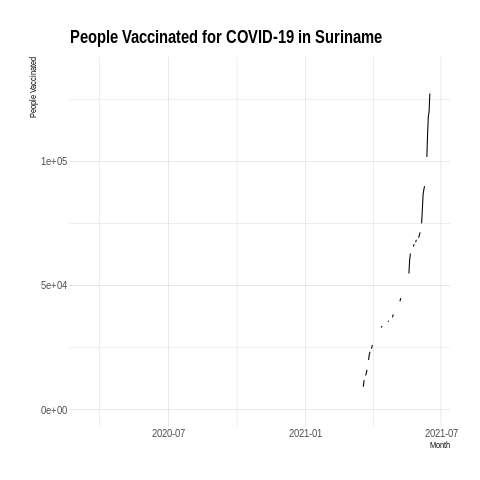 People Vaccinated for COVID-19 in Suriname
People Vaccinated
1e+05
5e+04
0e+00
2020-07
2021-01
2021-07
Month